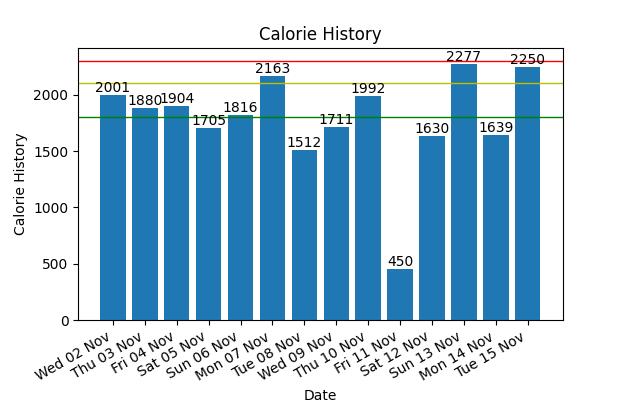 Calorie History
2001
1880
1904
1705
1816
2163
1512
1711
1992
450
1630
2277
1639
2250
2000
1500
1000
500
0
Calorie History
Wed 02 Nov
Thu 03 Nov
Fri 04 Nov
Sat 05 Nov
Sun 06 Nov
Mon 07 Nov
Tue 08 Nov
Wed 09 Nov
Thu 10 Nov
Fri 11 Nov
Sat 12 Nov
Sun 13 Nov
Mon 14 Nov
Tue 15 Nov
Date